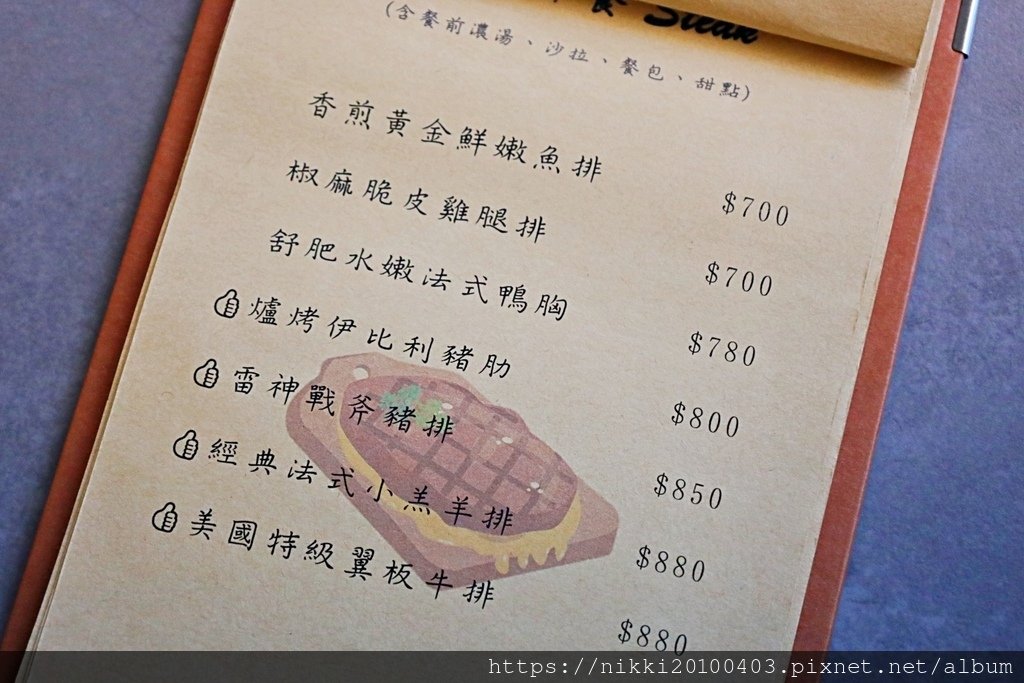 餐 Steak
(含餐前濃湯、沙拉、餐包、甜點)
香煎黃金鮮嫩魚排 $700
椒麻脆皮雞腿排 $700
舒肥水嫩法式鴨胸 $780
爐烤伊比利豬肋 $800
雷神戰斧豬排 $850
經典法式小羔羊排 $880
美國特級翼板牛排 $880
https://nikki20100403.pixnet.net/album